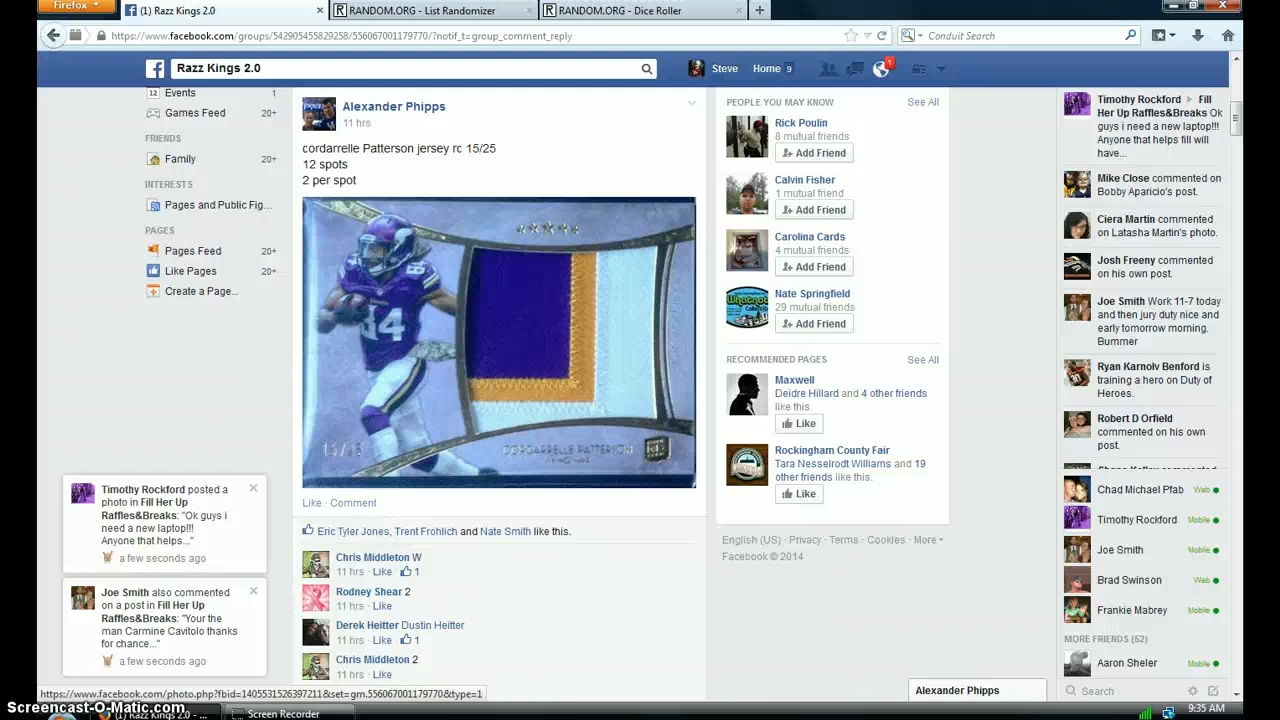 Firefox
(1) Razz Kings 2.0
RANDOM.ORG - List Randomizer
RANDOM.ORG - Dice Roller
https://www.facebook.com/groups/542905455829258/556067001179770/?notif_t=group_comment_reply
Conduit Search
Razz Kings 2.0
Steve
Home 9
1
Events 1
Games Feed 20+
FRIENDS
Family 20+
INTERESTS
Pages and Public Fig...
PAGES
Pages Feed 20+
Like Pages 20+
Create a Page...
Alexander Phipps
11 hrs
cordarrelle Patterson jersey rc 15/25
12 spots
2 per spot
84
15/25
CORDARRELLE PATTERSON
Like · Comment
Eric Tyler Jones, Trent Frohlich and Nate Smith like this.
Chris Middleton W
11 hrs · Like · 1
Rodney Shear 2
11 hrs · Like
Derek Heitter Dustin Heitter
11 hrs · Like · 1
Chris Middleton 2
11 hrs · Like
PEOPLE YOU MAY KNOW See All
Rick Poulin
8 mutual friends
Add Friend
Calvin Fisher
1 mutual friend
Add Friend
Carolina Cards
4 mutual friends
Add Friend
Nate Springfield
29 mutual friends
Add Friend
RECOMMENDED PAGES See All
Maxwell
Deidre Hillard and 4 other friends
like this.
Like
Rockingham County Fair
Tara Nesselrodt Williams and 19
other friends like this.
Like
English (US) · Privacy · Terms · Cookies · More
Facebook © 2014
Timothy Rockford Fill
Her Up Raffles&Breaks Ok
guys i need a new laptop!!!
Anyone that helps fill will
have...
Mike Close commented on
Bobby Aparicio's post.
Ciera Martin commented
on Latasha Martin's photo.
Josh Freeny commented
on his own post.
Joe Smith Work 11-7 today
and then jury duty nice and
early tomorrow morning.
Bummer
Ryan Karnolv Benford is
training a hero on Duty of
Heroes.
Robert D Orfield
commented on his own
post.
Chad Michael Pfab Web
Timothy Rockford Mobile
Joe Smith Mobile
Brad Swinson Web
Frankie Mabrey Mobile
MORE FRIENDS (52)
Aaron Sheler Mobile
Search
Timothy Rockford posted a
photo in Fill Her Up
Raffles&Breaks: "Ok guys i
need a new laptop!!!
Anyone that helps..."
a few seconds ago
Joe Smith also commented
on a post in Fill Her Up
Raffles&Breaks: "Your the
man Carmine Cavitolo thanks
for chance..."
a few seconds ago
https://www.facebook.com/photo.php?fbid=1405531526397211&set=gm.556067001179770&type=1
Alexander Phipps
Screencast-O-Matic.com
(1) Razz Kings 2.0 - ...
Screen Recorder
9:35 AM